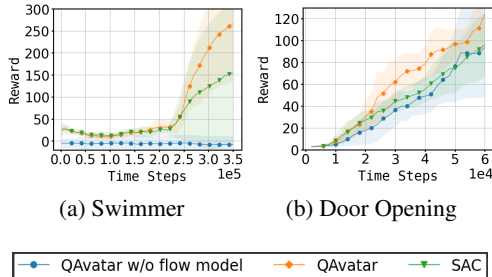 300
250
200
150
100
50
0
Reward
0.0 0.5 1.0 1.5 2.0 2.5 3.0 3.5
Time Steps 1e5
(a) Swimmer
120
100
80
60
40
20
0
Reward
0 1 2 3 4 5 6
Time Steps 1e4
(b) Door Opening
QAvatar w/o flow model QAvatar SAC